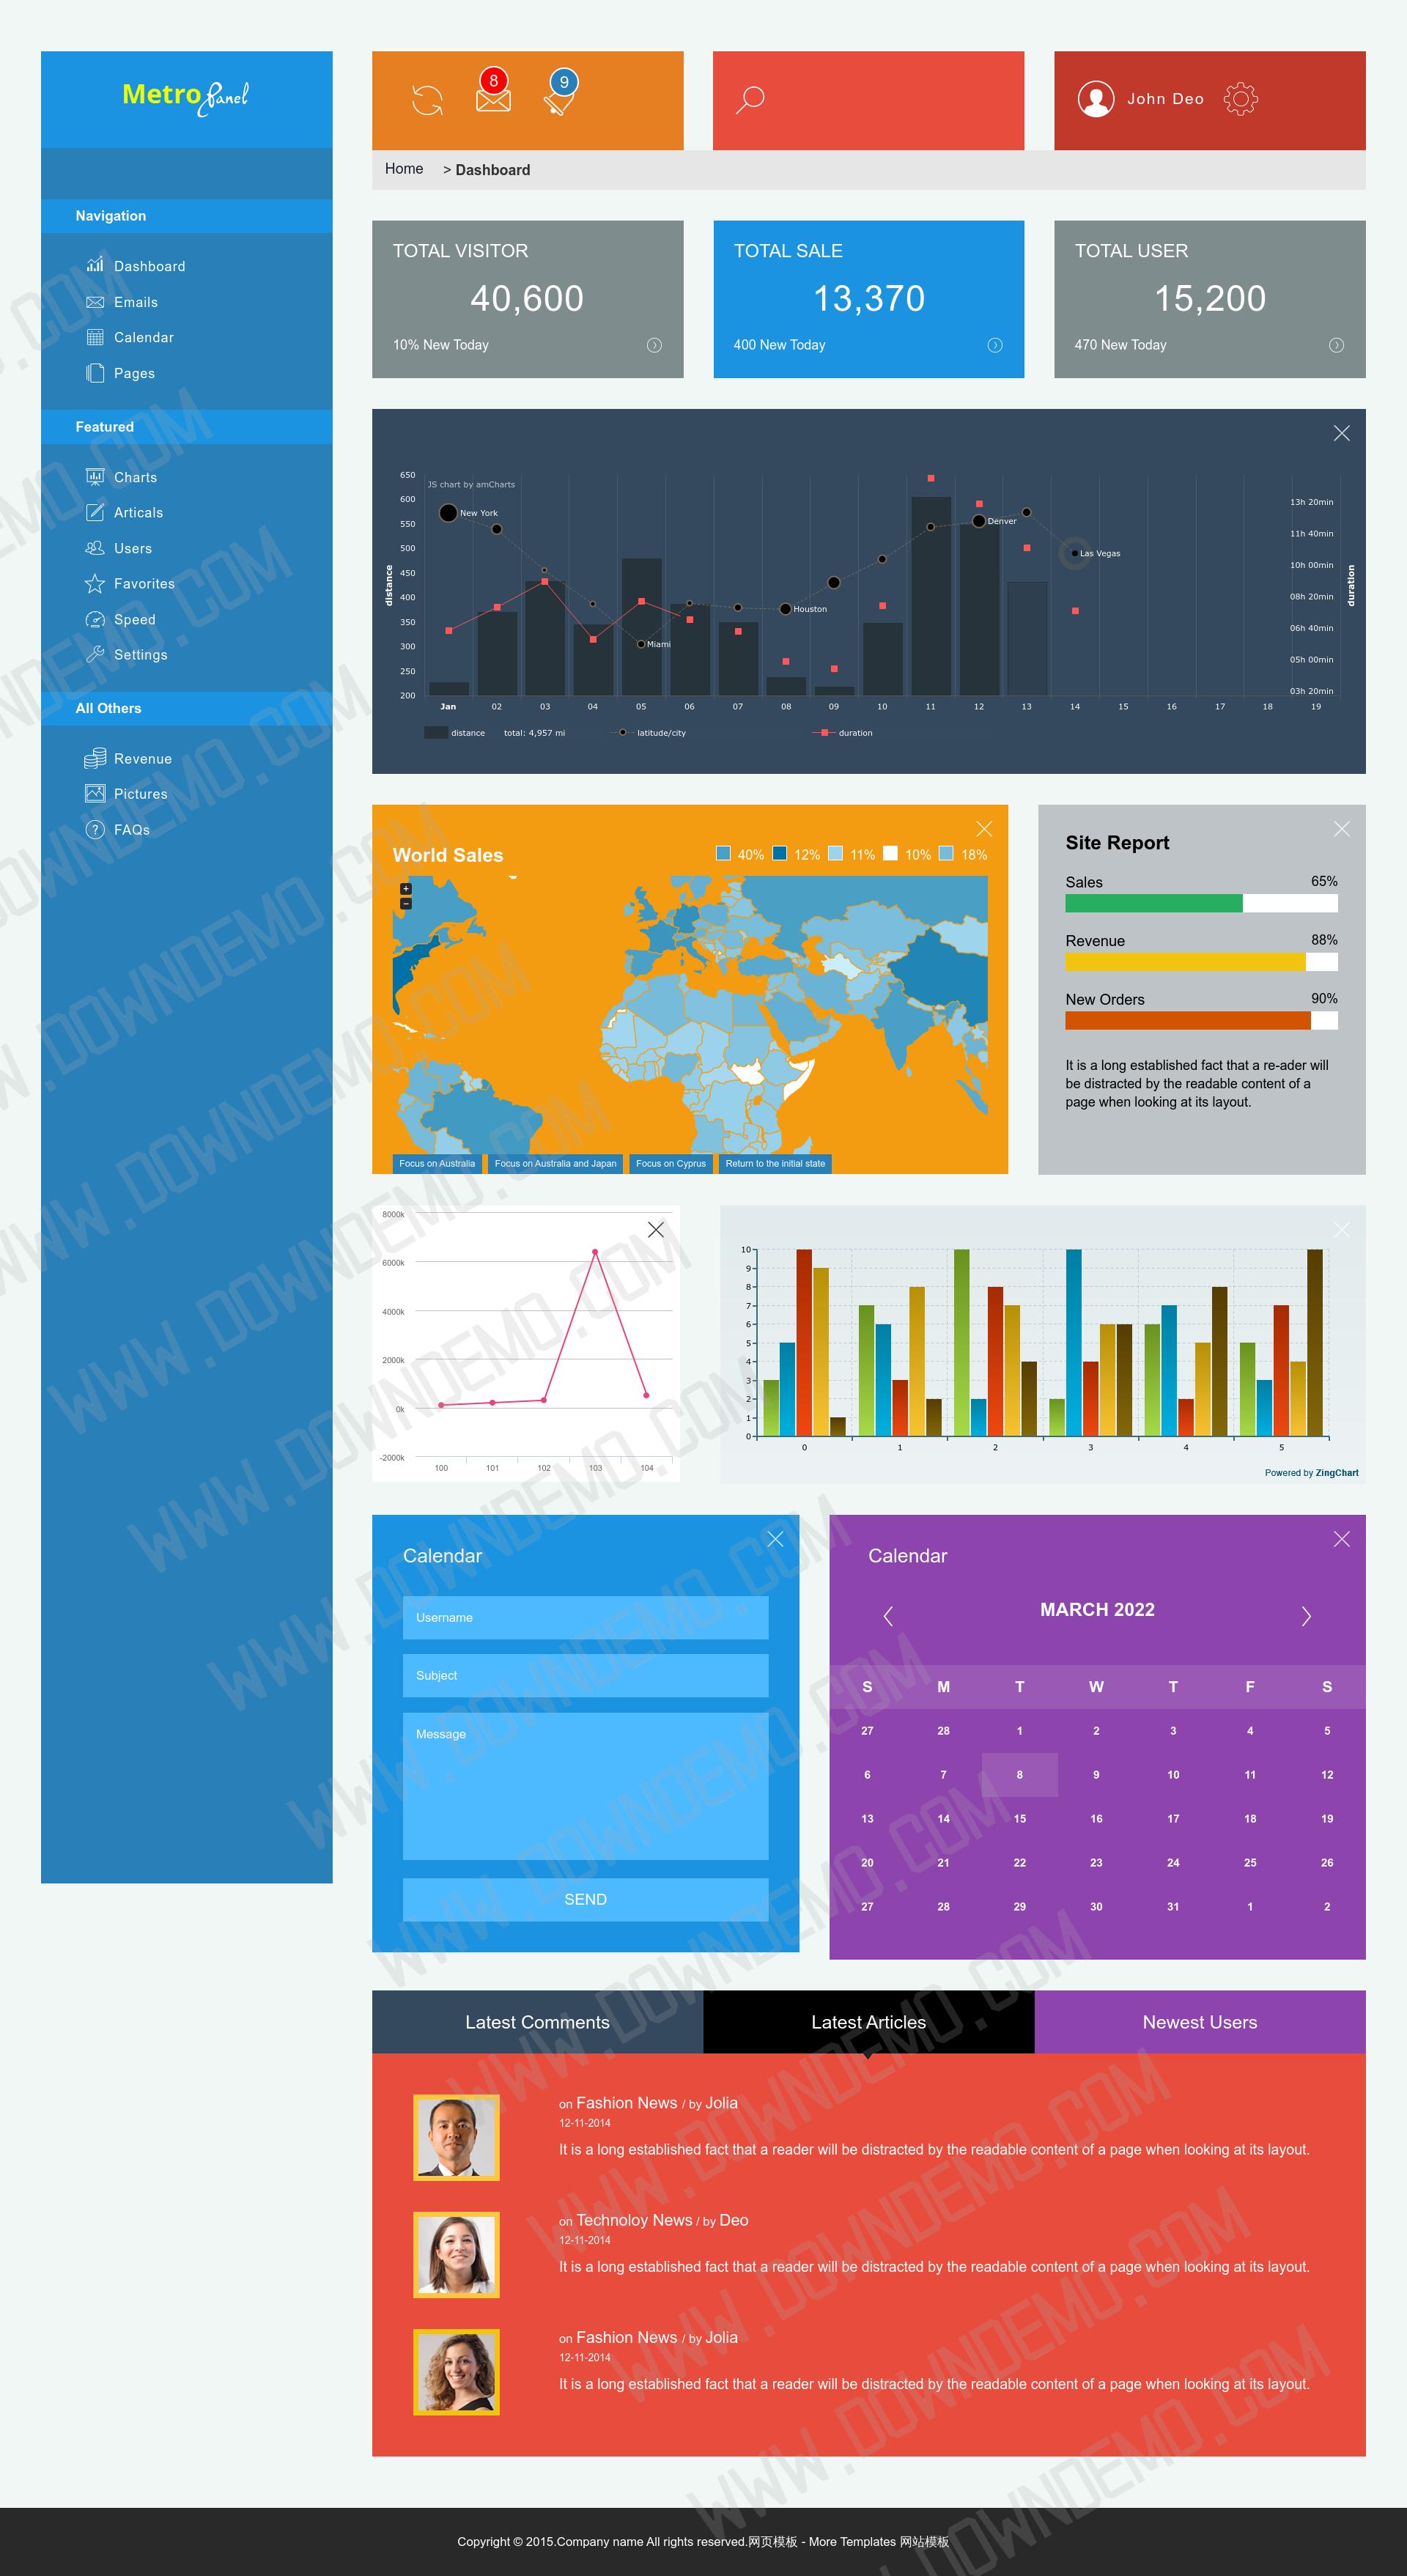 Metro Panel
8
9
John Deo
Home > Dashboard
Navigation
Dashboard
Emails
Calendar
Pages
Featured
Charts
Articals
Users
Favorites
Speed
Settings
All Others
Revenue
Pictures
FAQs
TOTAL VISITOR
40,600
10% New Today
TOTAL SALE
13,370
400 New Today
TOTAL USER
15,200
470 New Today
JS chart by amCharts
650
600
550
500
450
400
350
300
250
200
distance
New York
Miami
Houston
Denver
Las Vegas
13h 20min
11h 40min
10h 00min
08h 20min
06h 40min
05h 00min
03h 20min
duration
Jan 02 03 04 05 06 07 08 09 10 11 12 13 14 15 16 17 18 19
distance total: 4,957 mi latitude/city duration
World Sales
40% 12% 11% 10% 18%
+
−
Focus on Australia Focus on Australia and Japan Focus on Cyprus Return to the initial state
Site Report
Sales 65%
Revenue 88%
New Orders 90%
It is a long established fact that a re-ader will
be distracted by the readable content of a
page when looking at its layout.
8000k
6000k
4000k
2000k
0k
-2000k
100 101 102 103 104
10
9
8
7
6
5
4
3
2
1
0
0 1 2 3 4 5
Powered by ZingChart
Calendar
Username
Subject
Message
SEND
Calendar
MARCH 2022
S M T W T F S
27 28 1 2 3 4 5
6 7 8 9 10 11 12
13 14 15 16 17 18 19
20 21 22 23 24 25 26
27 28 29 30 31 1 2
Latest Comments Latest Articles Newest Users
on Fashion News / by Jolia
12-11-2014
It is a long established fact that a reader will be distracted by the readable content of a page when looking at its layout.
on Technoloy News / by Deo
12-11-2014
It is a long established fact that a reader will be distracted by the readable content of a page when looking at its layout.
on Fashion News / by Jolia
12-11-2014
It is a long established fact that a reader will be distracted by the readable content of a page when looking at its layout.
Copyright © 2015.Company name All rights reserved.网页模板 - More Templates 网站模板
WWW.DOWNDEMO.COM